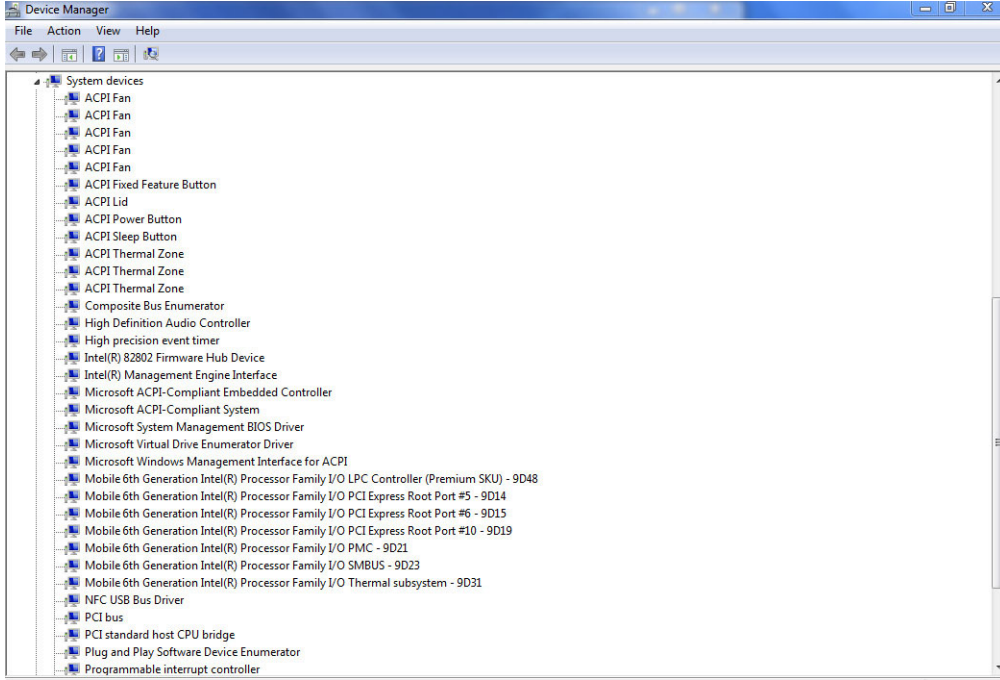 Device Manager
File Action View Help
System devices
ACPI Fan
ACPI Fan
ACPI Fan
ACPI Fan
ACPI Fan
ACPI Fixed Feature Button
ACPI Lid
ACPI Power Button
ACPI Sleep Button
ACPI Thermal Zone
ACPI Thermal Zone
ACPI Thermal Zone
Composite Bus Enumerator
High Definition Audio Controller
High precision event timer
Intel(R) 82802 Firmware Hub Device
Intel(R) Management Engine Interface
Microsoft ACPI-Compliant Embedded Controller
Microsoft ACPI-Compliant System
Microsoft System Management BIOS Driver
Microsoft Virtual Drive Enumerator Driver
Microsoft Windows Management Interface for ACPI
Mobile 6th Generation Intel(R) Processor Family I/O LPC Controller (Premium SKU) - 9D48
Mobile 6th Generation Intel(R) Processor Family I/O PCI Express Root Port #5 - 9D14
Mobile 6th Generation Intel(R) Processor Family I/O PCI Express Root Port #6 - 9D15
Mobile 6th Generation Intel(R) Processor Family I/O PCI Express Root Port #10 - 9D19
Mobile 6th Generation Intel(R) Processor Family I/O PMC - 9D21
Mobile 6th Generation Intel(R) Processor Family I/O SMBUS - 9D23
Mobile 6th Generation Intel(R) Processor Family I/O Thermal subsystem - 9D31
NFC USB Bus Driver
PCI bus
PCI standard host CPU bridge
Plug and Play Software Device Enumerator
Programmable interrupt controller